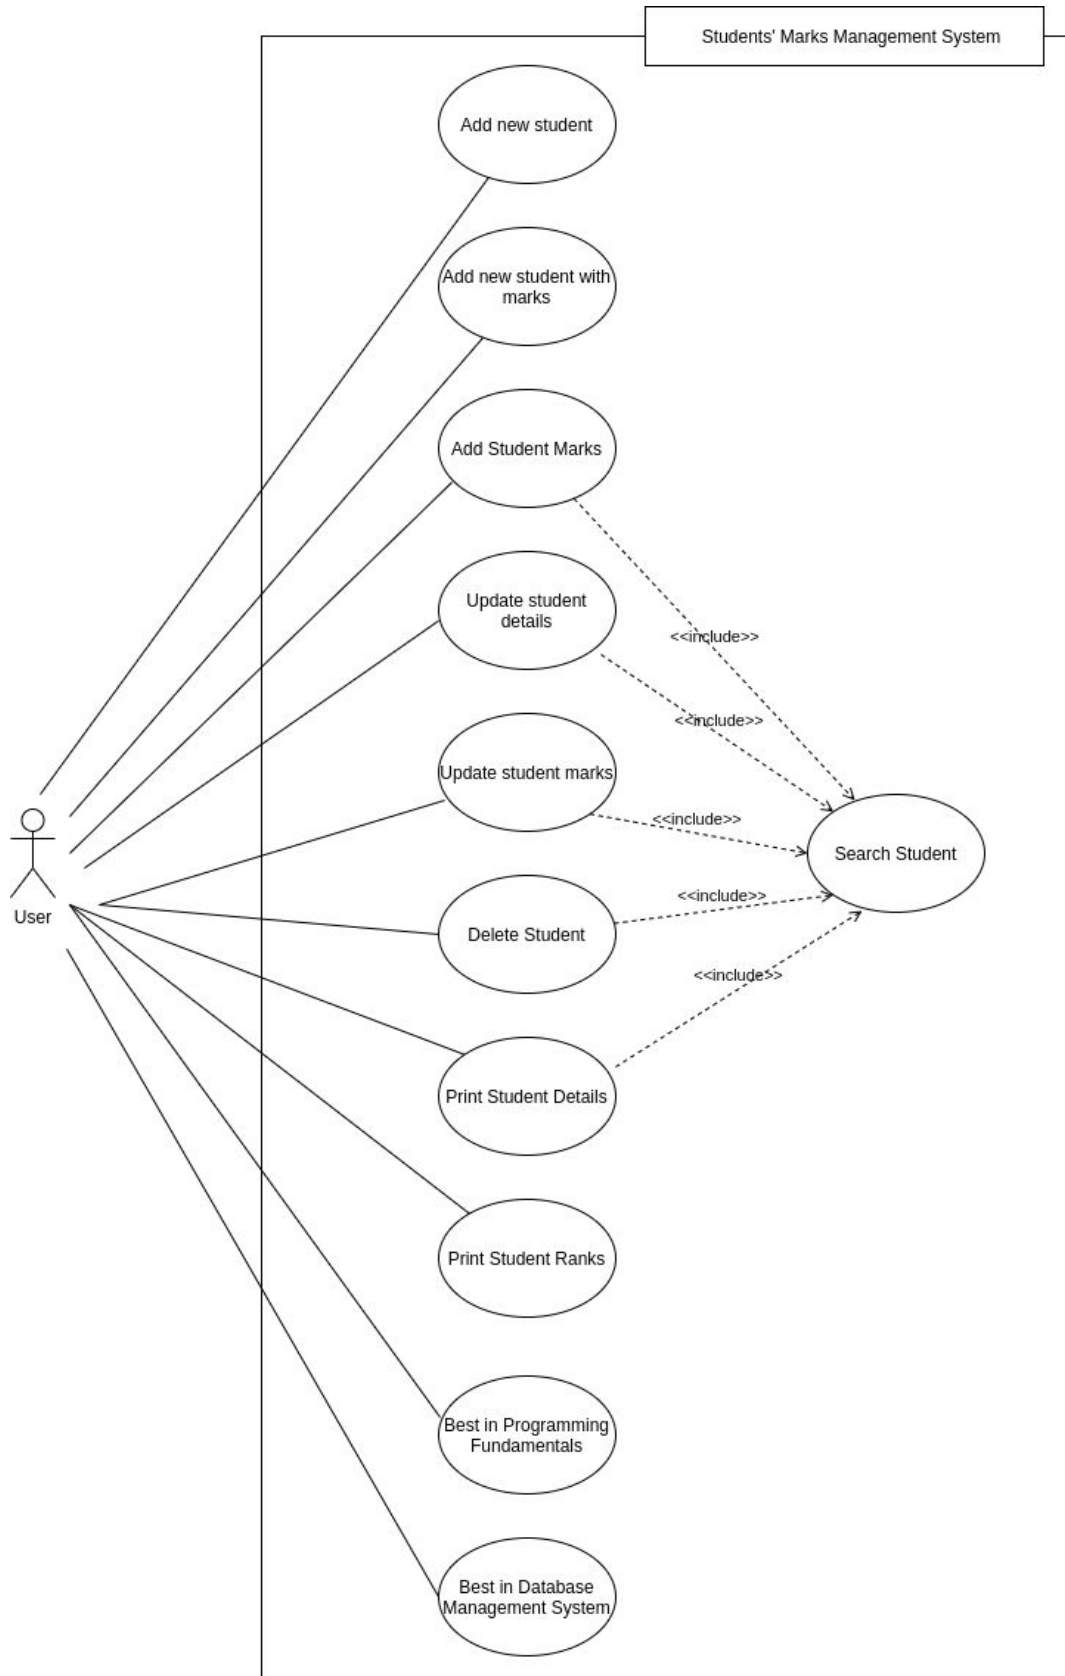 Students' Marks Management System
Add new student
Add new student with
marks
Add Student Marks
Update student
details
<<include>>
<<include>>
Update student marks
<<include>>
Search Student
<<include>>
User
Delete Student
<<include>>
Print Student Details
Print Student Ranks
Best in Programming
Fundamentals
Best in Database
Management System